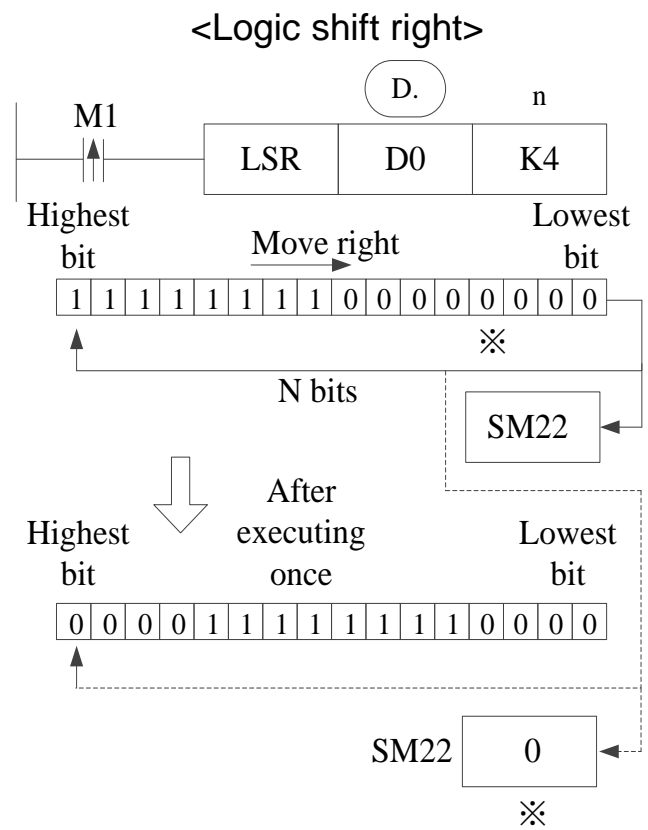 <Logic shift right>
D.
n
M1
LSR D0 K4
Highest bit
Move right
Lowest bit
1 1 1 1 1 1 1 0 0 0 0 0 0 0 0
※
N bits
SM22
After executing once
Highest bit
Lowest bit
0 0 0 0 1 1 1 1 1 1 1 0 0 0 0
SM22 0
※